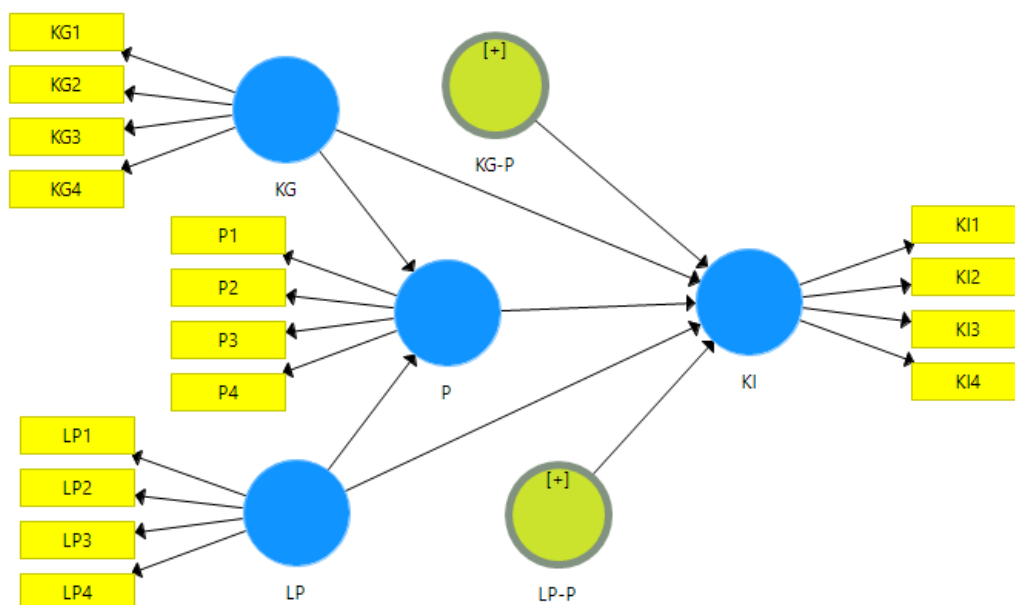 KG1
KG2
KG3
KG4
KG
[+]
KG-P
P1
P2
P3
P4
P
KI1
KI2
KI3
KI4
KI
LP1
LP2
LP3
LP4
LP
[+]
LP-P